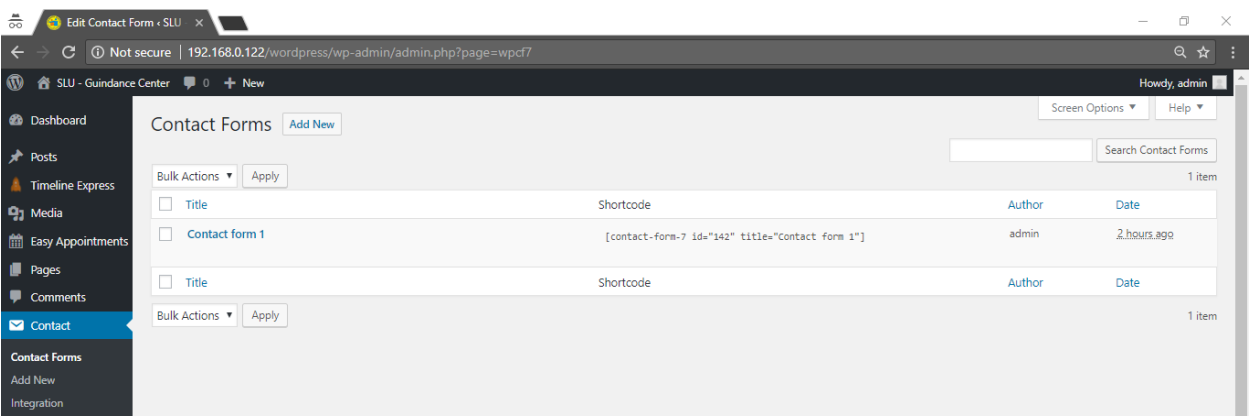 Edit Contact Form ‹ SLU -
Not secure | 192.168.0.122/wordpress/wp-admin/admin.php?page=wpcf7
SLU - Guindance Center 0 + New Howdy, admin
Screen Options ▼ Help ▼
Dashboard
Posts
Timeline Express
Media
Easy Appointments
Pages
Comments
Contact
Contact Forms
Add New
Integration
Contact Forms Add New
Search Contact Forms
Bulk Actions ▼ Apply 1 item
Title Shortcode Author Date
Contact form 1 [contact-form-7 id="142" title="Contact form 1"] admin 2 hours ago
Title Shortcode Author Date
Bulk Actions ▼ Apply 1 item